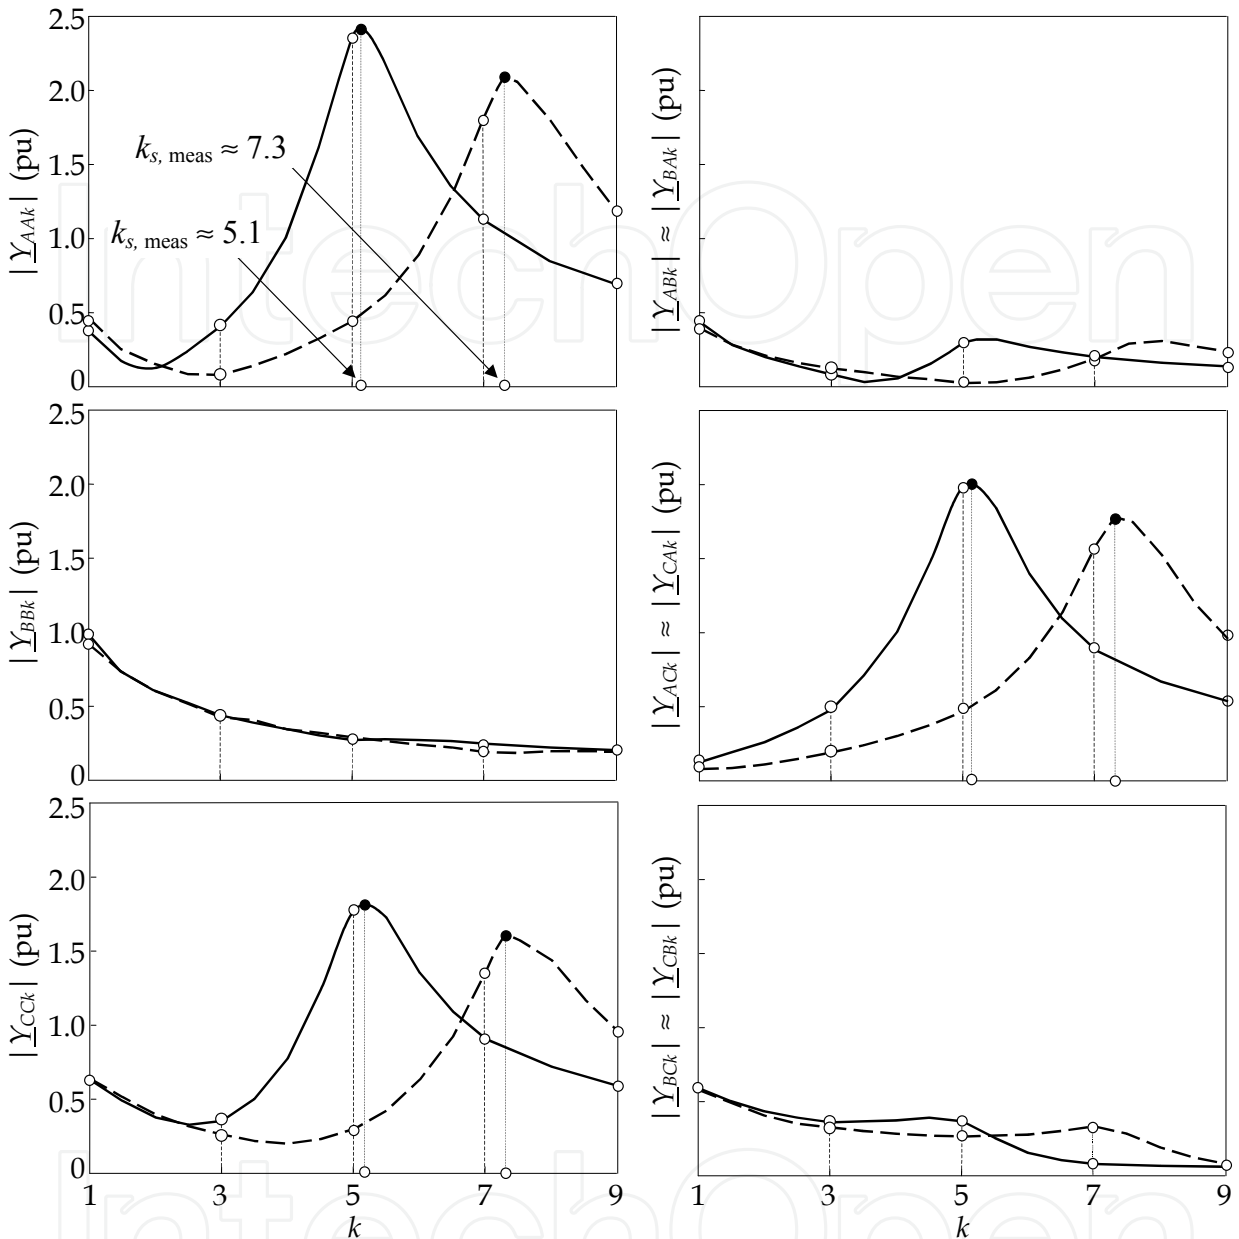 2.5
2.0
1.5
1.0
0.5
0
|Y_AAk| (pu)
k_s, meas ≈ 7.3
k_s, meas ≈ 5.1
|Y_ABk| ≈ |Y_BAk| (pu)
2.5
2.0
1.5
1.0
0.5
0
|Y_BBk| (pu)
|Y_ACk| ≈ |Y_CAk| (pu)
2.5
2.0
1.5
1.0
0.5
0
|Y_CCk| (pu)
1 3 5 7 9
k
|Y_BCk| ≈ |Y_CBk| (pu)
1 3 5 7 9
k
IntechOpen
IntechOpen